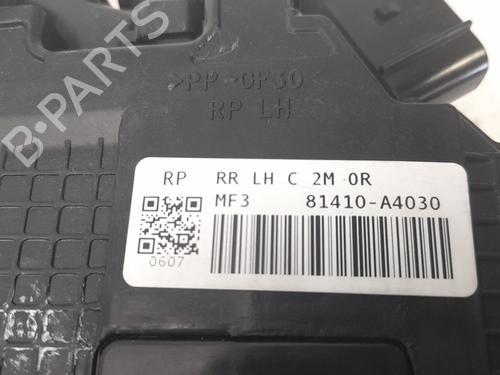 >PP-GF30<
RP LH
RP RR LH C 2M 0R
MF3 81410-A4030
0607
B-PARTS